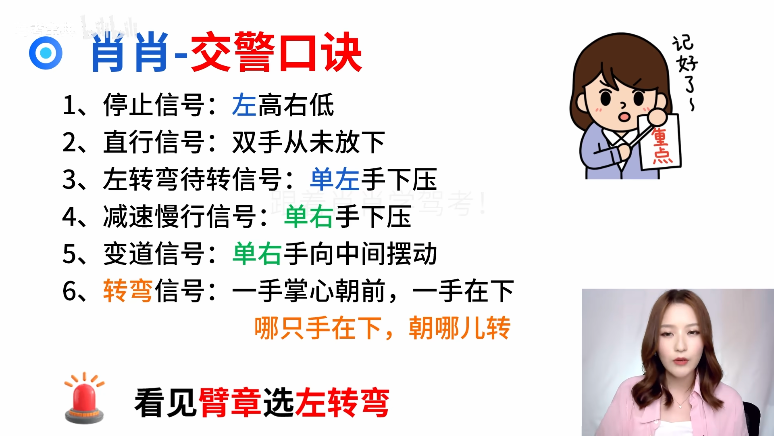 肖肖-交警口诀
1、停止信号：左高右低
2、直行信号：双手从未放下
3、左转弯待转信号：单左手下压
4、减速慢行信号：单右手下压
5、变道信号：单右手向中间摆动
6、转弯信号：一手掌心朝前，一手在下
哪只手在下，朝哪儿转
看见臂章选左转弯
记好了~
重点